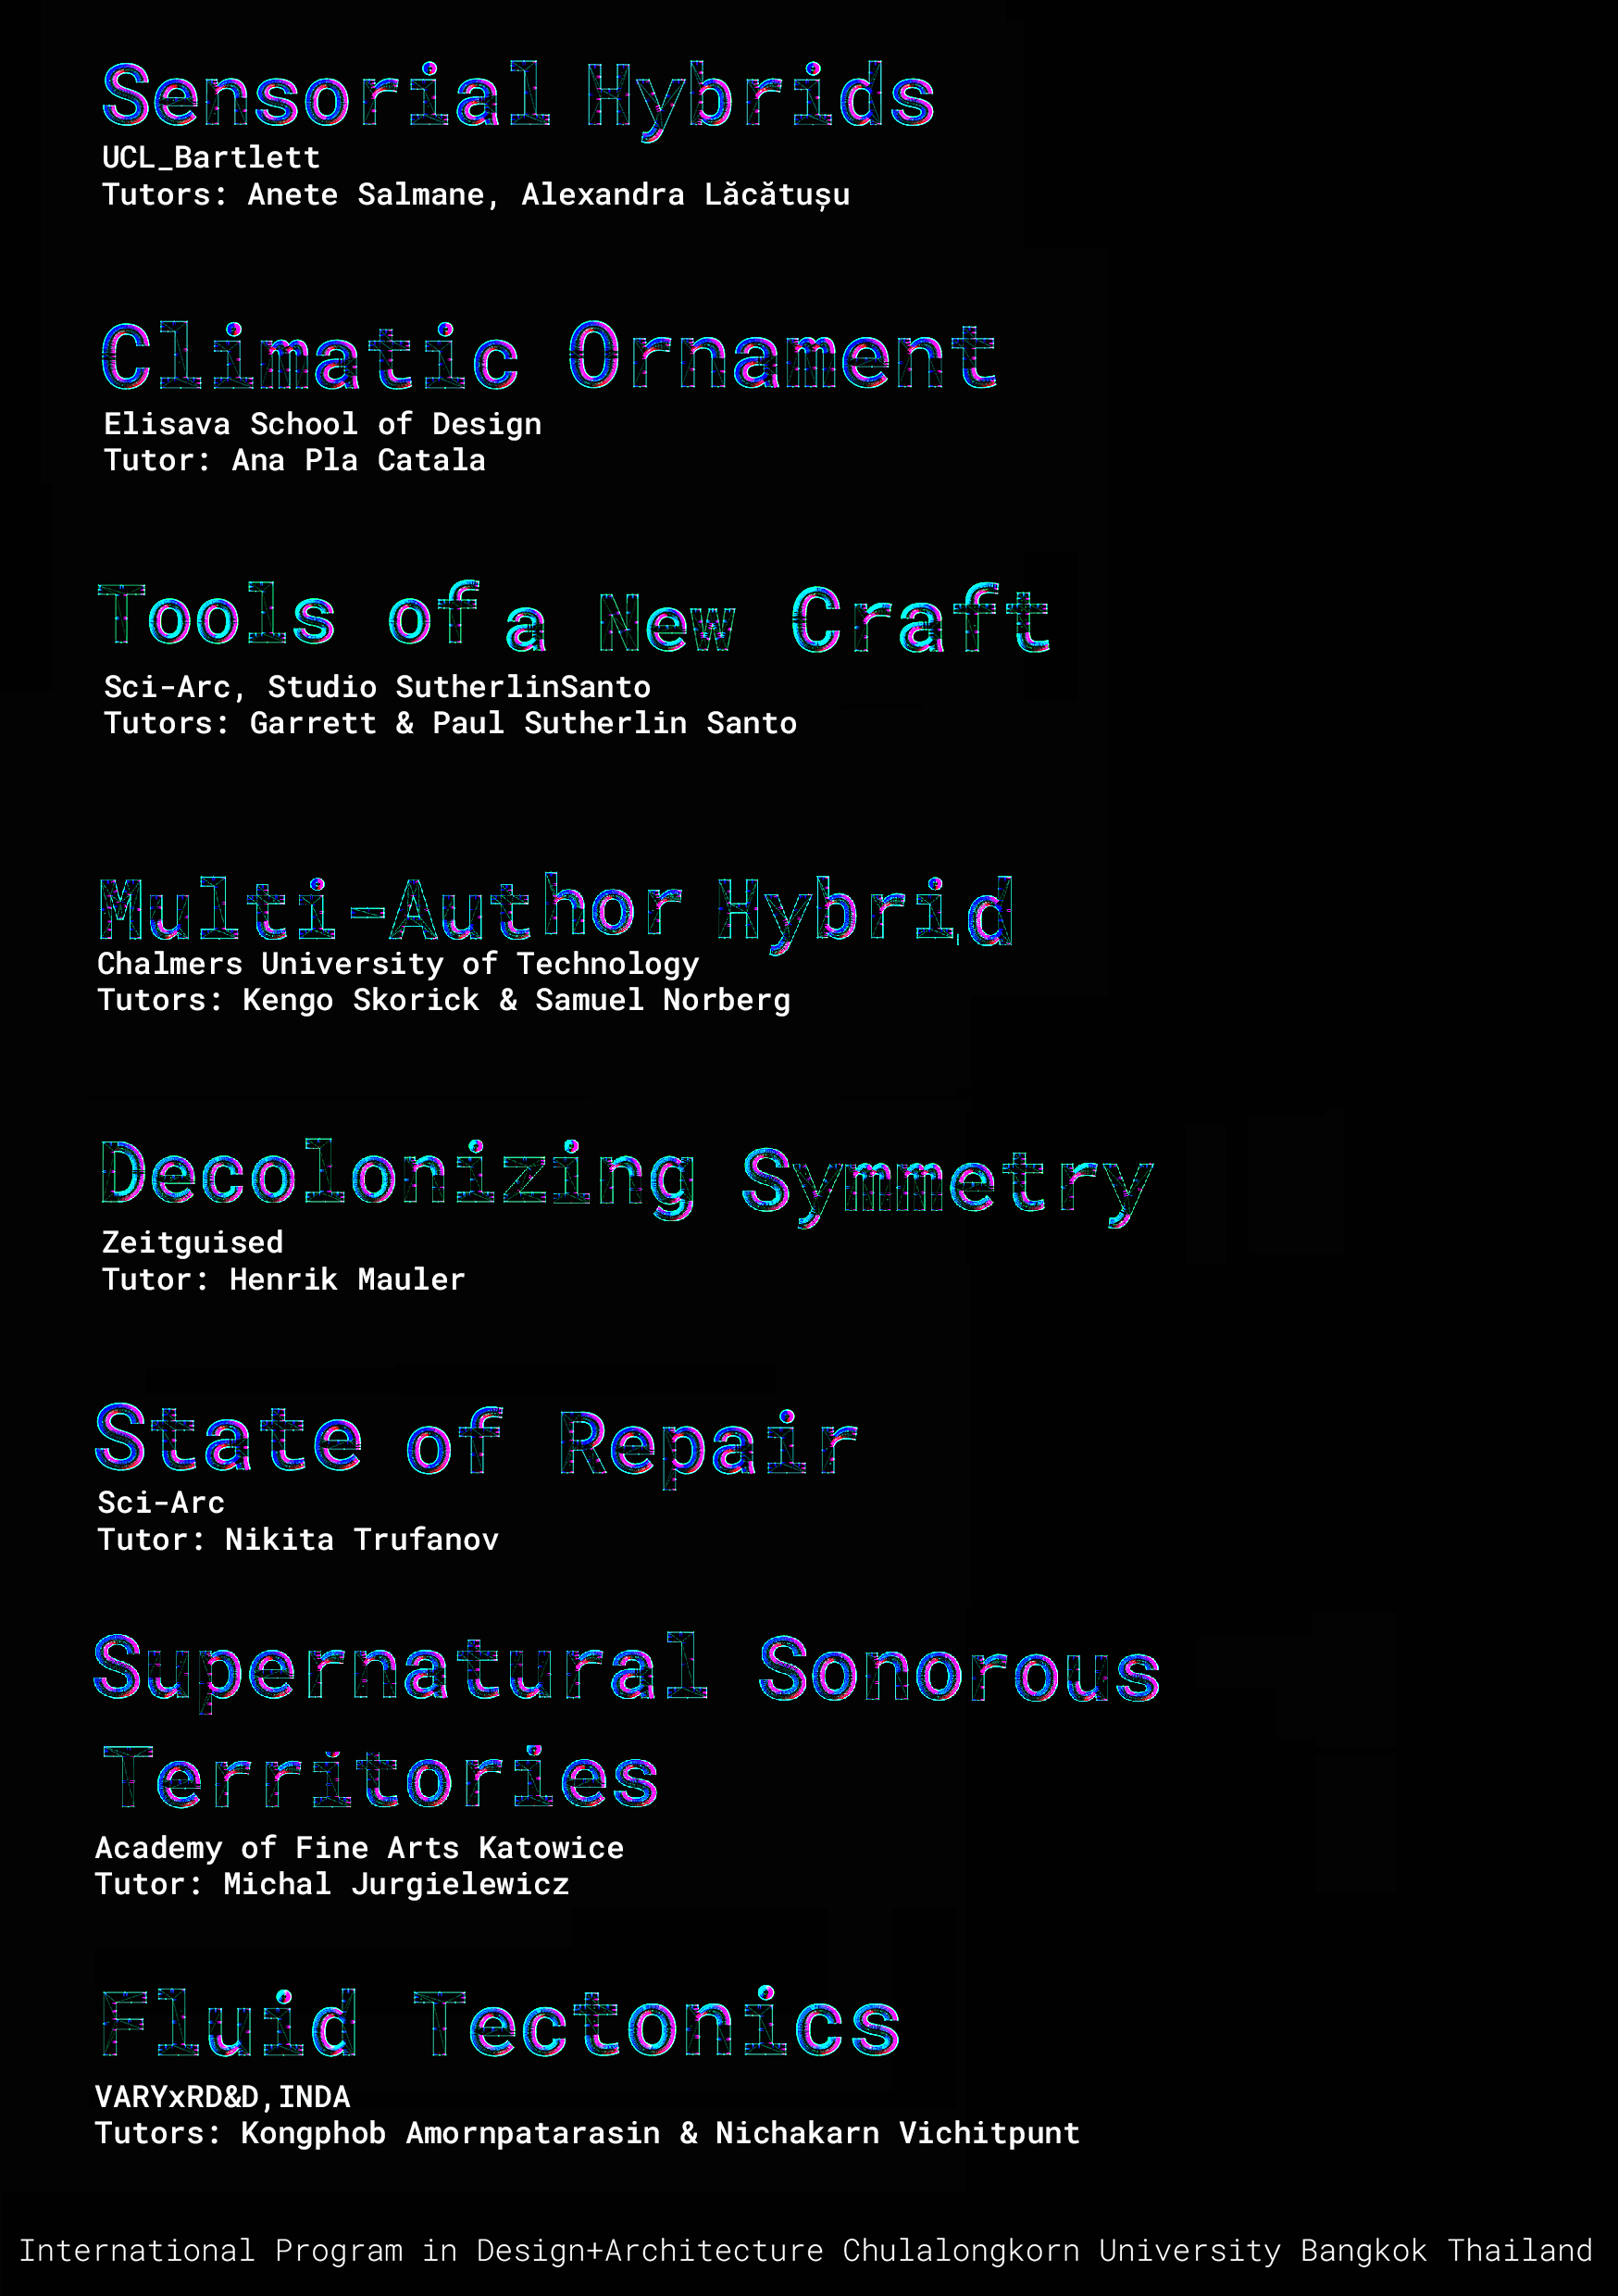 Sensorial Hybrids
UCL_Bartlett
Tutors: Anete Salmane, Alexandra Lăcătușu
Climatic Ornament
Elisava School of Design
Tutor: Ana Pla Catala
Tools of a New Craft
Sci-Arc, Studio SutherlinSanto
Tutors: Garrett & Paul Sutherlin Santo
Multi-Author Hybrid
Chalmers University of Technology
Tutors: Kengo Skorick & Samuel Norberg
Decolonizing Symmetry
Zeitguised
Tutor: Henrik Mauler
State of Repair
Sci-Arc
Tutor: Nikita Trufanov
Supernatural Sonorous
Territories
Academy of Fine Arts Katowice
Tutor: Michal Jurgielewicz
Fluid Tectonics
VARYxRD&D,INDA
Tutors: Kongphob Amornpatarasin & Nichakarn Vichitpunt
International Program in Design+Architecture Chulalongkorn University Bangkok Thailand